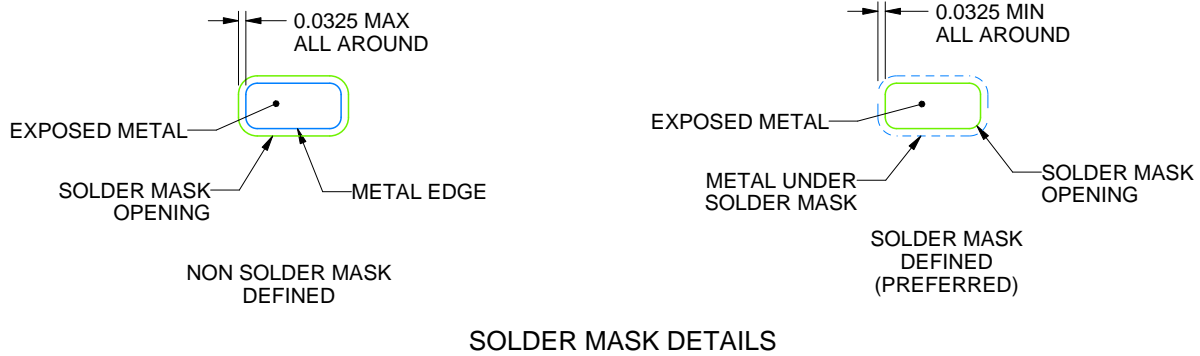 0.0325 MAX
ALL AROUND
EXPOSED METAL
SOLDER MASK
OPENING
METAL EDGE
NON SOLDER MASK
DEFINED
0.0325 MIN
ALL AROUND
EXPOSED METAL
METAL UNDER
SOLDER MASK
SOLDER MASK
OPENING
SOLDER MASK
DEFINED
(PREFERRED)
SOLDER MASK DETAILS